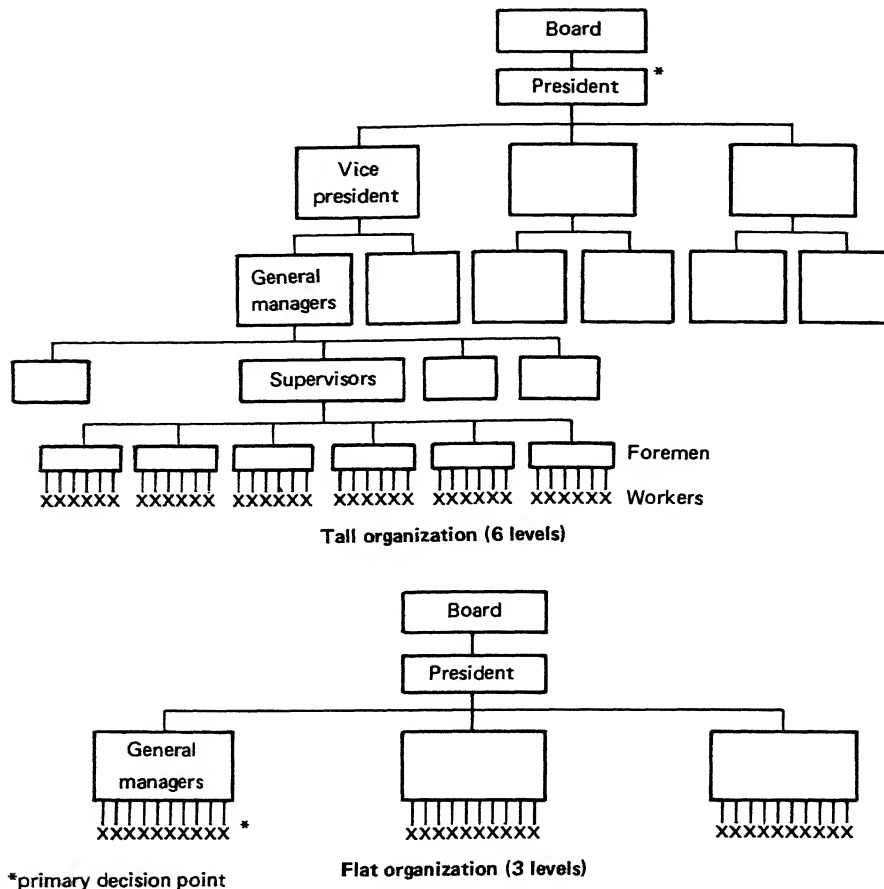 Board
President *
Vice
president
General
managers
Supervisors
Foremen
XXXXXX XXXXXX XXXXXX XXXXXX XXXXXX XXXXXX Workers
Tall organization (6 levels)
Board
President
General
managers
XXXXXXXXXX * XXXXXXXXXX XXXXXXXXXX
*primary decision point
Flat organization (3 levels)